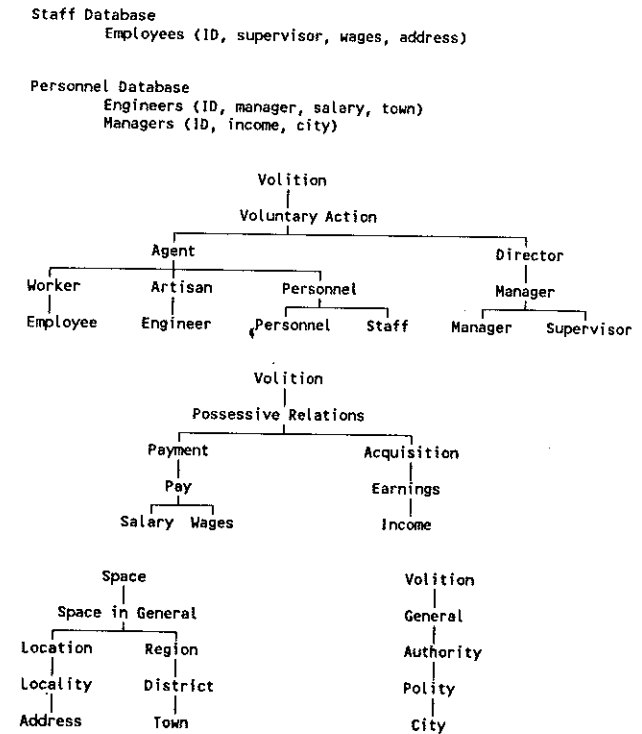 Staff Database
Employees (ID, supervisor, wages, address)
Personnel Database
Engineers (ID, manager, salary, town)
Managers (ID, income, city)
Volition
Voluntary Action
Agent Director
Worker Artisan Personnel Manager
Employee Engineer Personnel Staff Manager Supervisor
Volition
Possessive Relations
Payment Acquisition
Pay Earnings
Salary Wages Income
Space Volition
Space in General General
Location Region Authority
Locality District Polity
Address Town City